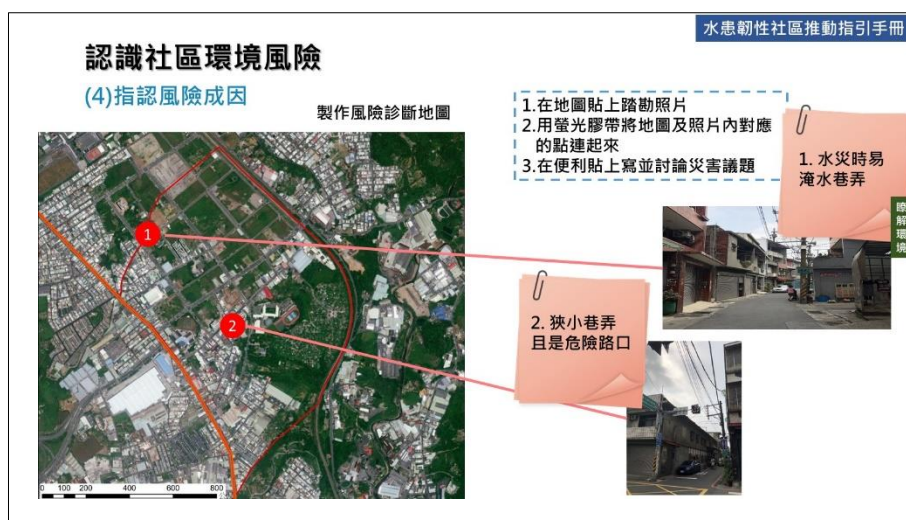 水患韌性社區推動指引手冊
認識社區環境風險
(4)指認風險成因
製作風險診斷地圖
1.在地圖貼上踏勘照片
2.用螢光膠帶將地圖及照片內對應
的點連起來
3.在便利貼上寫並討論災害議題
1. 水災時易
淹水巷弄
瞭解環境
1
2
2. 狹小巷弄
且是危險路口
0 100 200 400 600 800